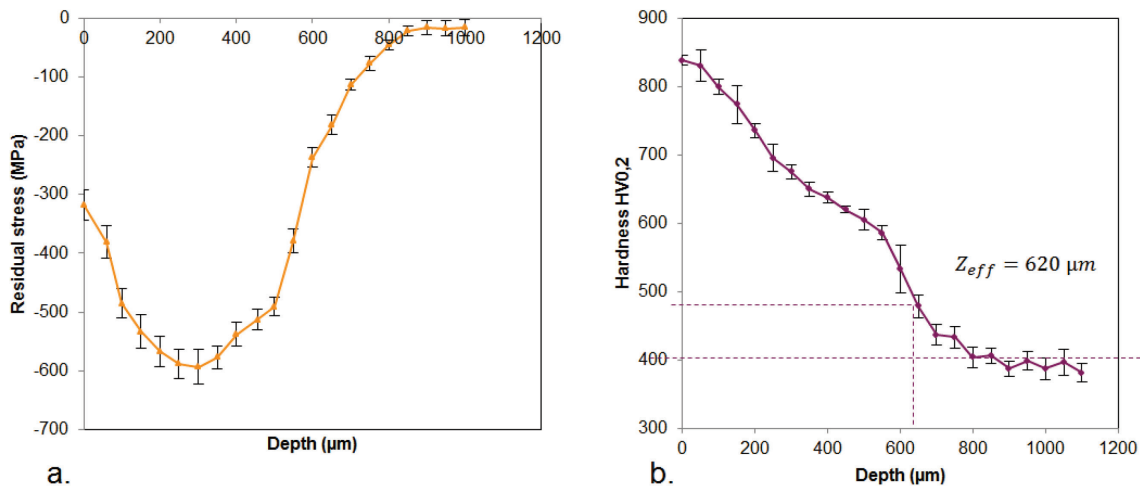 0
-100
-200
-300
-400
-500
-600
-700
0 200 400 600 800 1000 1200
Residual stress (MPa)
Depth (µm)
a.
900
800
700
600
500
400
300
0 200 400 600 800 1000 1200
Hardness HV0,2
Z_eff = 620 µm
Depth (µm)
b.